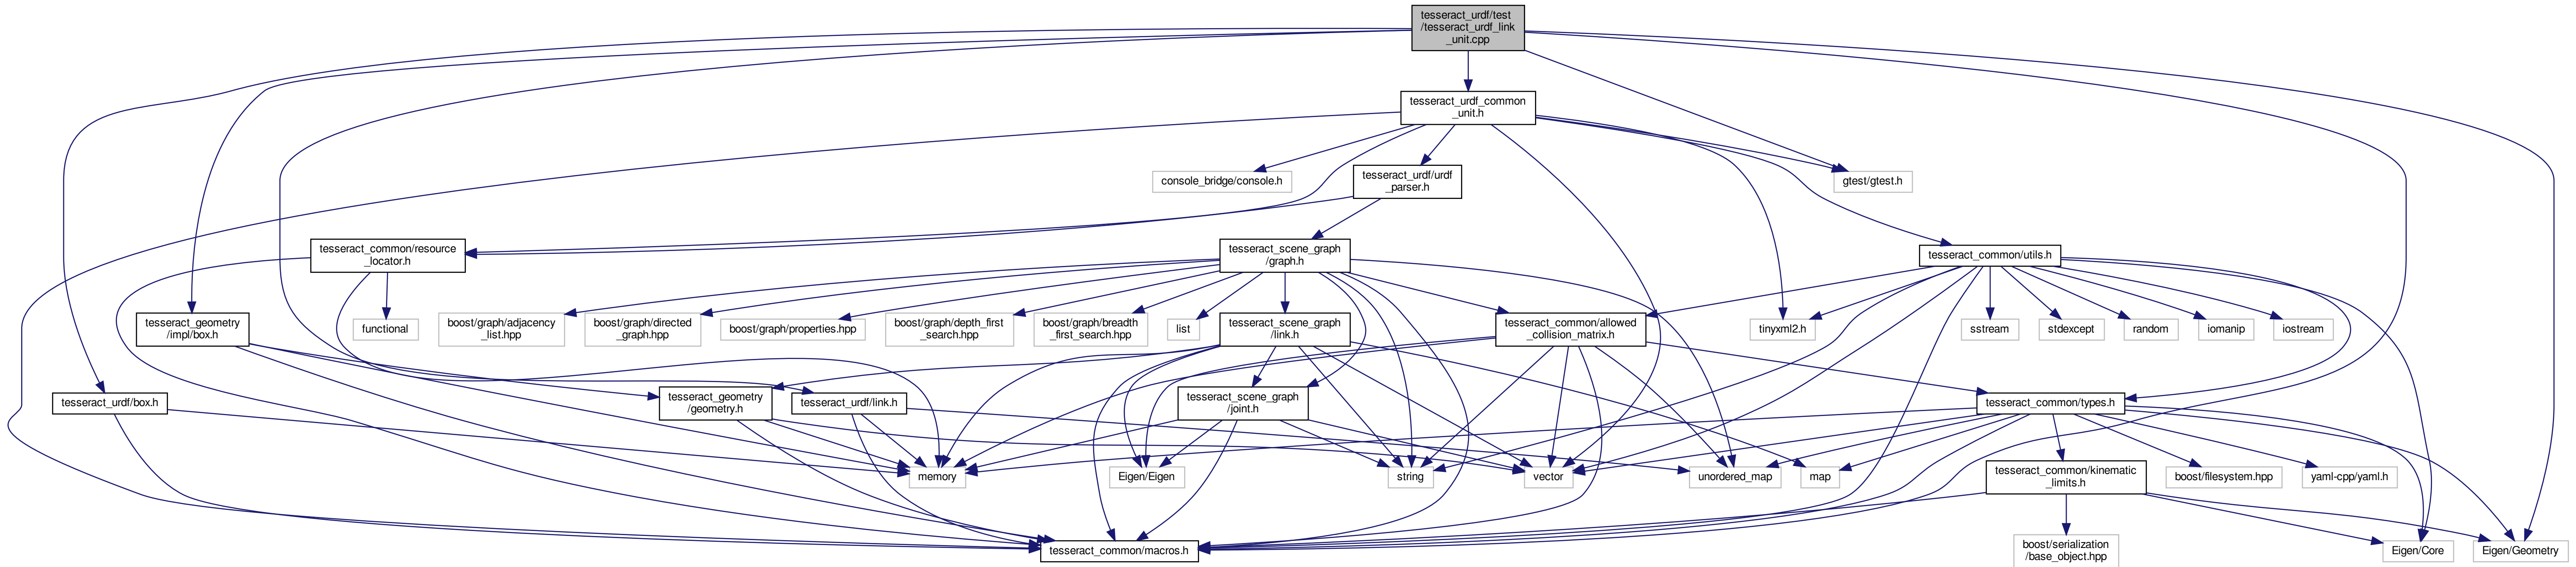 tesseract_urdf/test
/tesseract_urdf_link
_unit.cpp
tesseract_urdf_common
_unit.h
console_bridge/console.h
tesseract_urdf/urdf
_parser.h
gtest/gtest.h
tesseract_common/resource
_locator.h
tesseract_scene_graph
/graph.h
tesseract_common/utils.h
tesseract_geometry
/impl/box.h
functional
boost/graph/adjacency
_list.hpp
boost/graph/directed
_graph.hpp
boost/graph/properties.hpp
boost/graph/depth_first
_search.hpp
boost/graph/breadth
_first_search.hpp
list
tesseract_scene_graph
/link.h
tesseract_common/allowed
_collision_matrix.h
tinyxml2.h
sstream
stdexcept
random
iomanip
iostream
tesseract_urdf/box.h
tesseract_geometry
/geometry.h
tesseract_urdf/link.h
tesseract_scene_graph
/joint.h
tesseract_common/types.h
memory
Eigen/Eigen
string
vector
unordered_map
map
tesseract_common/kinematic
_limits.h
boost/filesystem.hpp
yaml-cpp/yaml.h
tesseract_common/macros.h
boost/serialization
/base_object.hpp
Eigen/Core
Eigen/Geometry